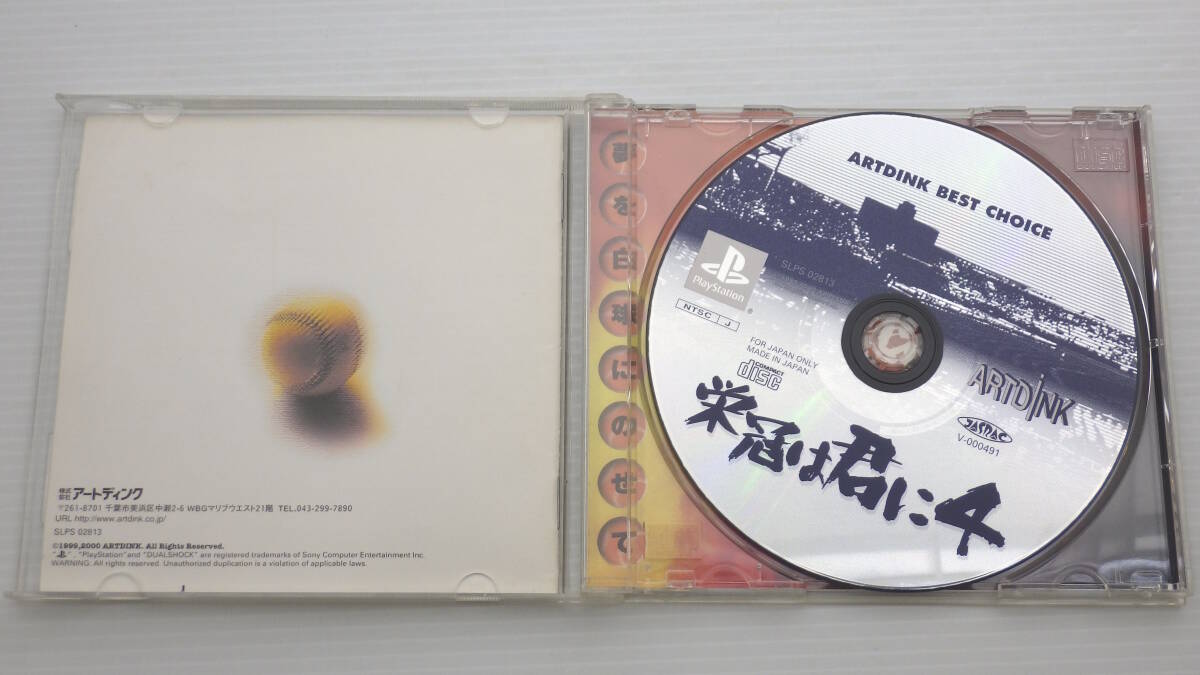 株式会社 アートディンク
〒261-8701 千葉市美浜区中瀬2-6 WBGマリブウエスト21階 TEL.043-299-7890
URL http://www.artdink.co.jp/
SLPS 02813
©1999,2000 ARTDINK. All Rights Reserved.
"PS", "PlayStation" and "DUALSHOCK" are registered trademarks of Sony Computer Entertainment Inc.
WARNING: All rights reserved. Unauthorized duplication is a violation of applicable laws.
夢を白球にのせて
ARTDINK BEST CHOICE
PlayStation
SLPS 02813
NTSC J
FOR JAPAN ONLY
MADE IN JAPAN
COMPACT
disc
ARTDINK
JASRAC
V-000491
栄冠は君に4